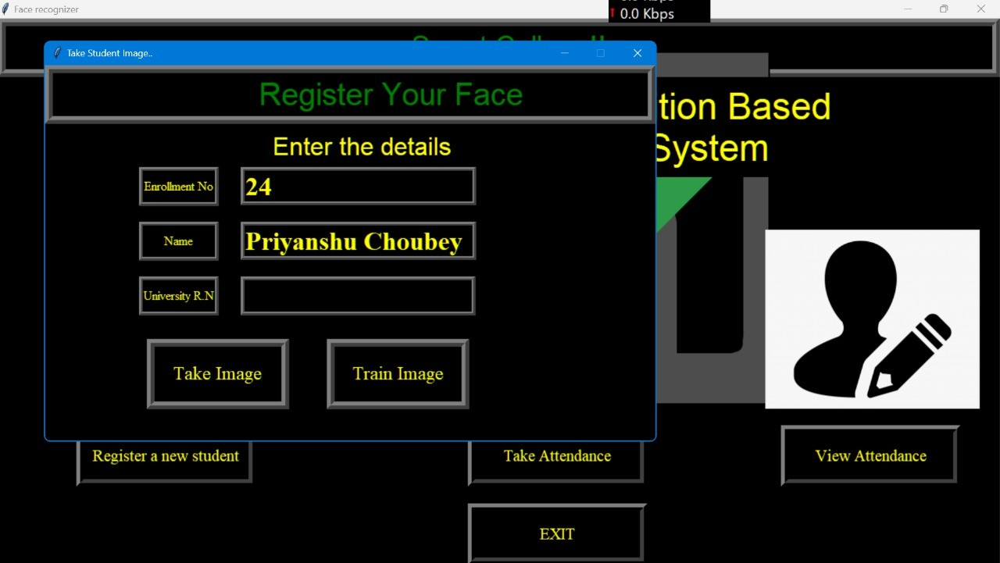 Face recognizer
0.0 Kbps
Take Student Image..
Register Your Face
tion Based
Enter the details
System
Enrollment No
24
Name
Priyanshu Choubey
University R.N
Take Image
Train Image
Register a new student
Take Attendance
View Attendance
EXIT